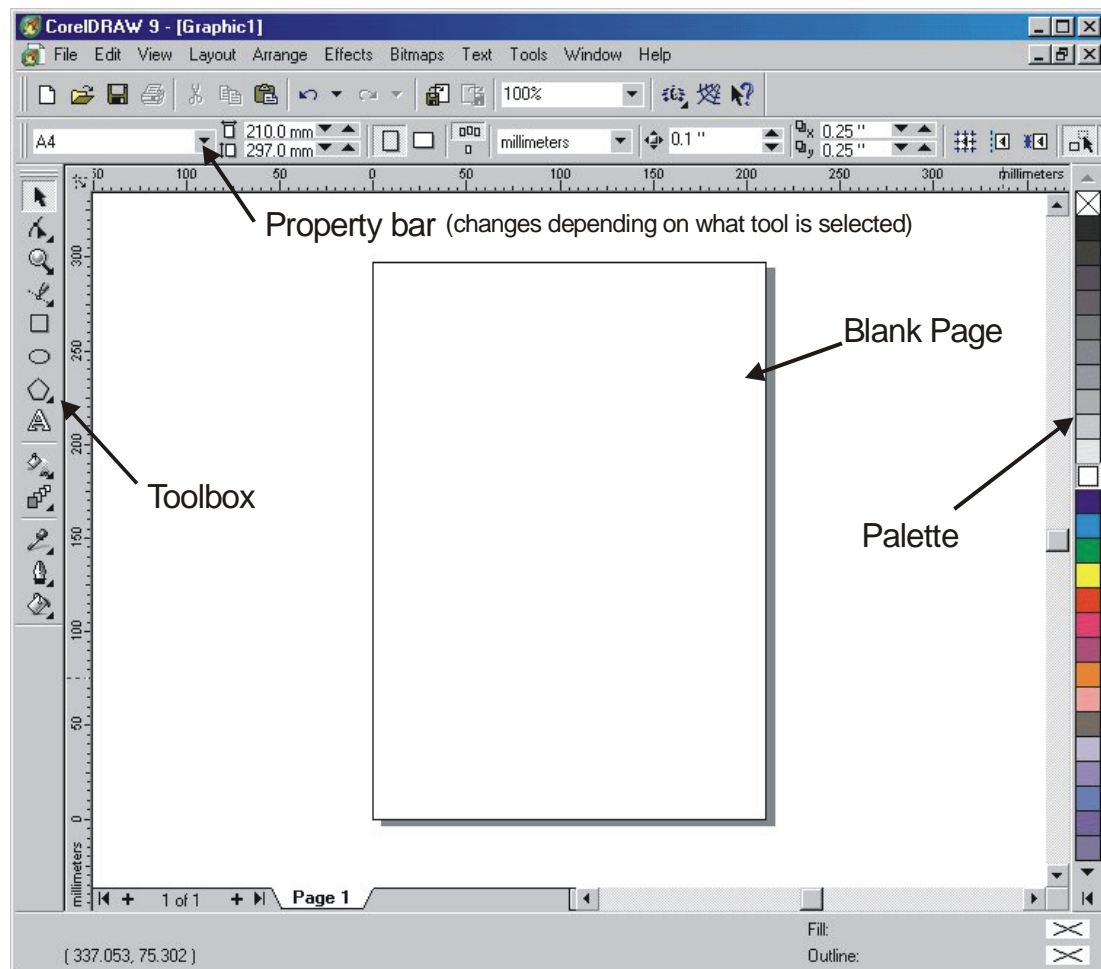 CorelDRAW 9 - [Graphic1]
File Edit View Layout Arrange Effects Bitmaps Text Tools Window Help
100%
A4
210.0 mm
297.0 mm
millimeters
0.1 "
x 0.25 "
y 0.25 "
50 100 50 0 50 100 150 200 250 300 millimeters
Property bar (changes depending on what tool is selected)
300
Blank Page
250
200
Toolbox
150
Palette
100
50
0
millimeters
1 of 1
Page 1
Fill:
( 337.053, 75.302 )
Outline: